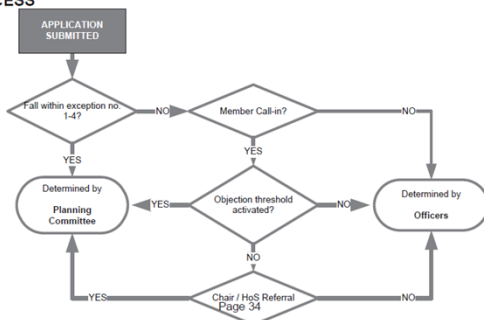 CESS
APPLICATION
SUBMITTED
Fall within exception no.
1-4?
NO
Member Call-in?
NO
YES
YES
Determined by
Planning
Committee
YES
Objection threshold
activated?
NO
Determined by
Officers
NO
YES
Chair / HoS Referral
NO
Page 34